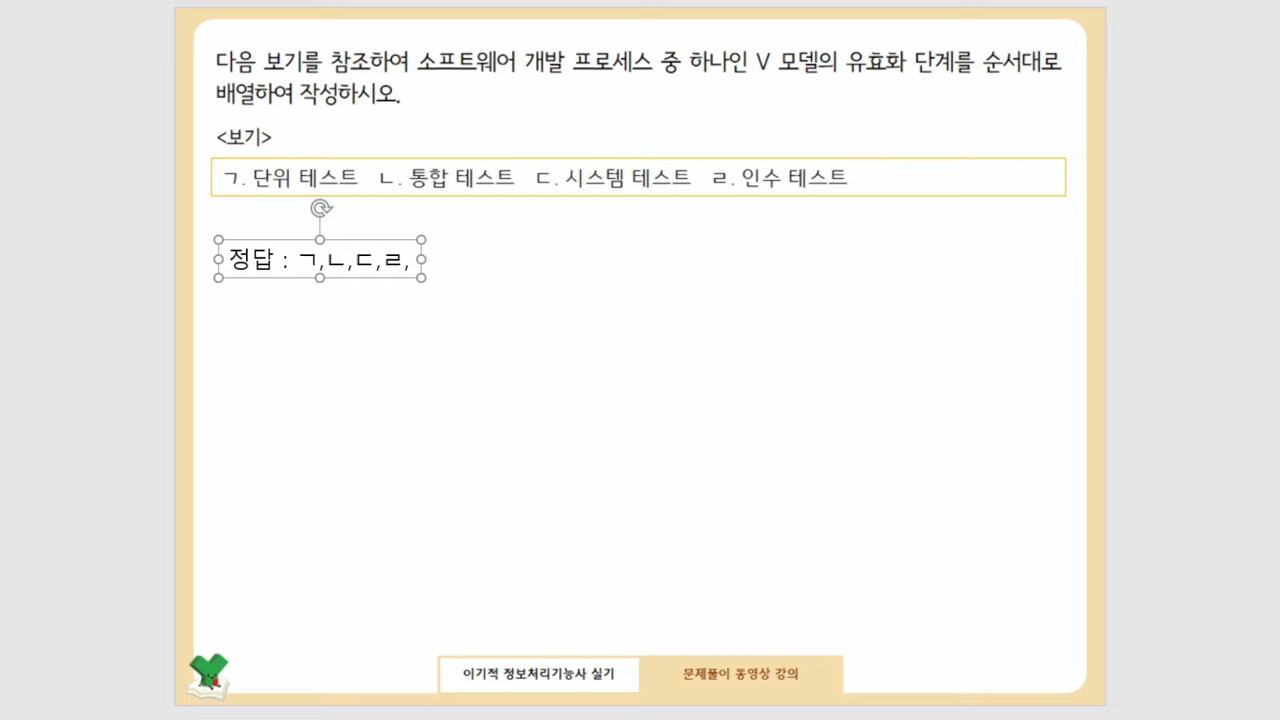 다음 보기를 참조하여 소프트웨어 개발 프로세스 중 하나인 V 모델의 유효화 단계를 순서대로
배열하여 작성하시오.
<보기>
ㄱ. 단위 테스트 ㄴ. 통합 테스트 ㄷ. 시스템 테스트 ㄹ. 인수 테스트
정답 : ㄱ,ㄴ,ㄷ,ㄹ,
이기적 정보처리기능사 실기 문제풀이 동영상 강의